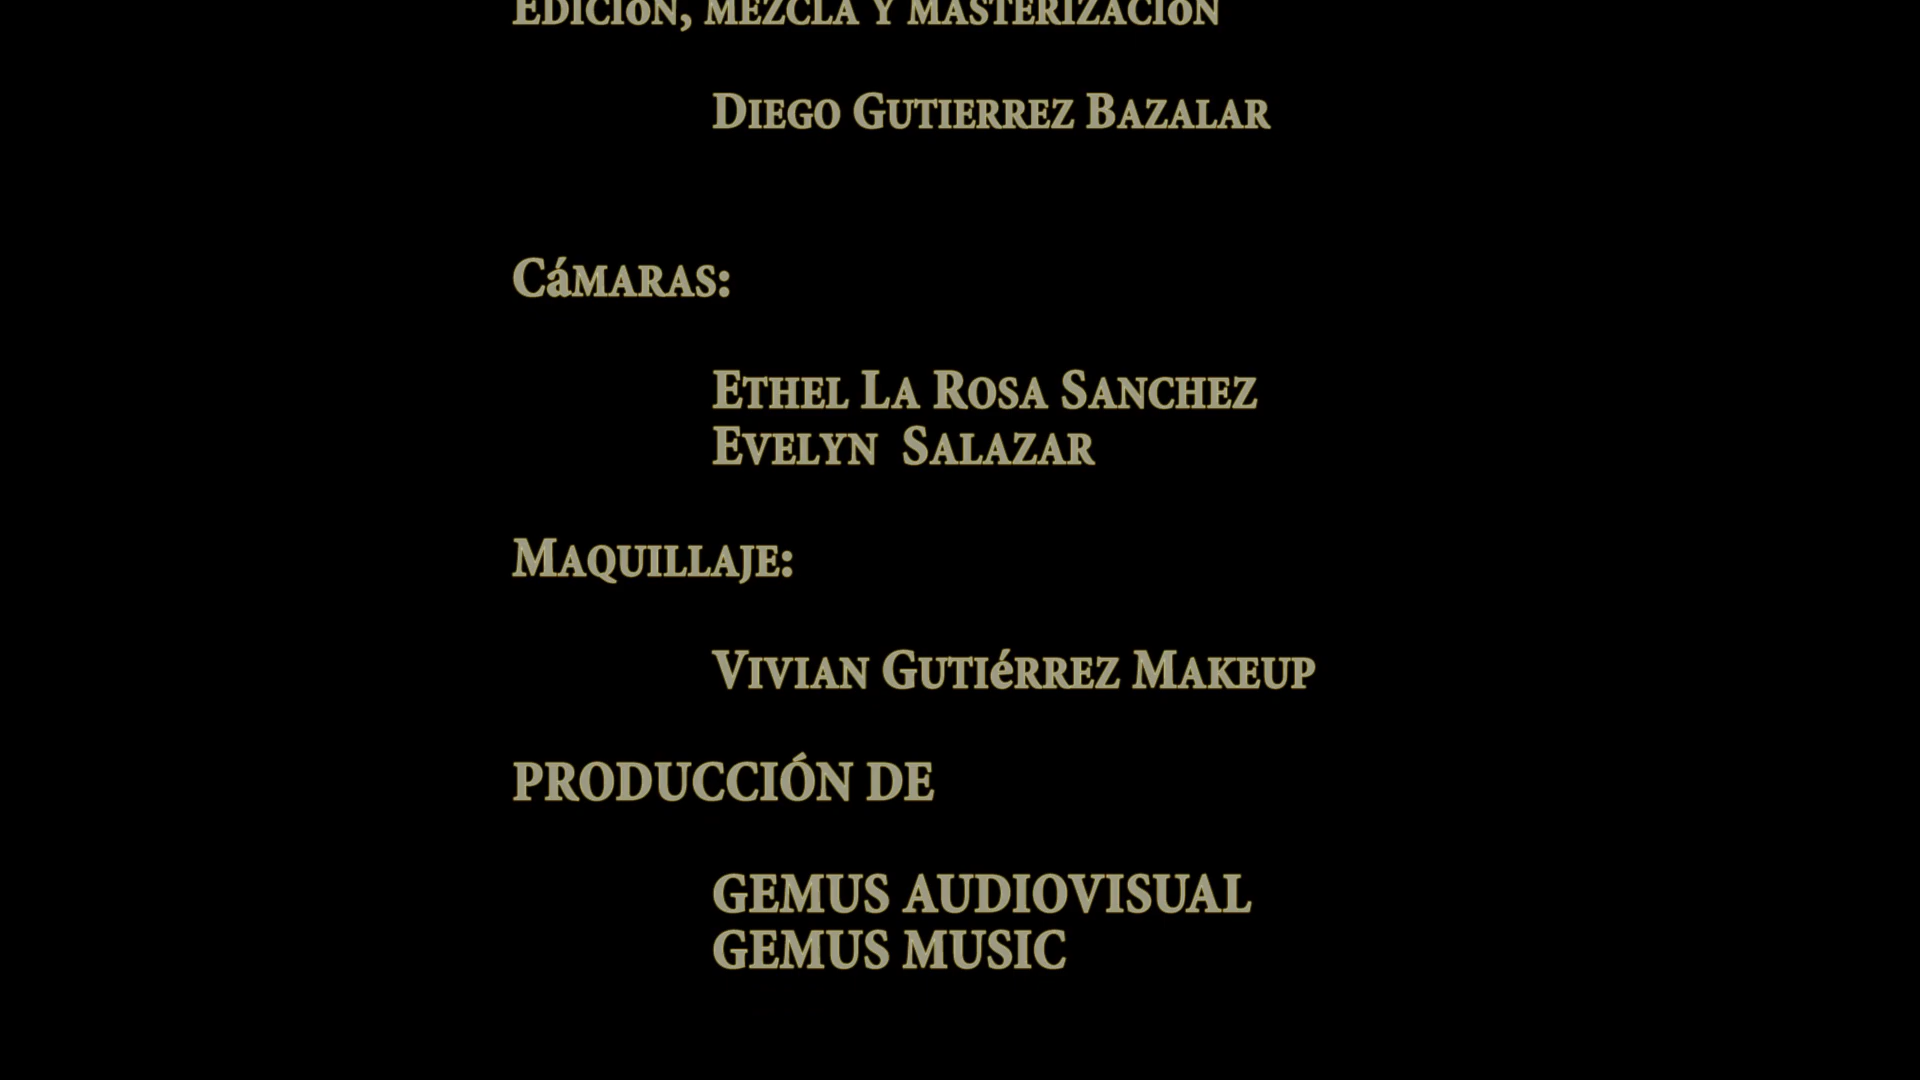 Edición, mezcla y masterización
Diego Gutierrez Bazalar
Cámaras:
Ethel La Rosa Sanchez
Evelyn Salazar
Maquillaje:
Vivian Gutiérrez Makeup
PRODUCCIÓN DE
GEMUS AUDIOVISUAL
GEMUS MUSIC